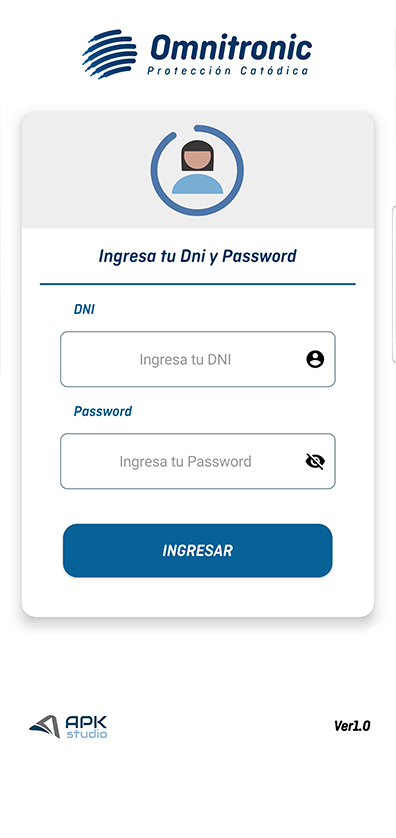 Omnitronic
Protección Catódica
Ingresa tu Dni y Password
DNI
Ingresa tu DNI
Password
Ingresa tu Password
INGRESAR
APK
studio
Ver1.0